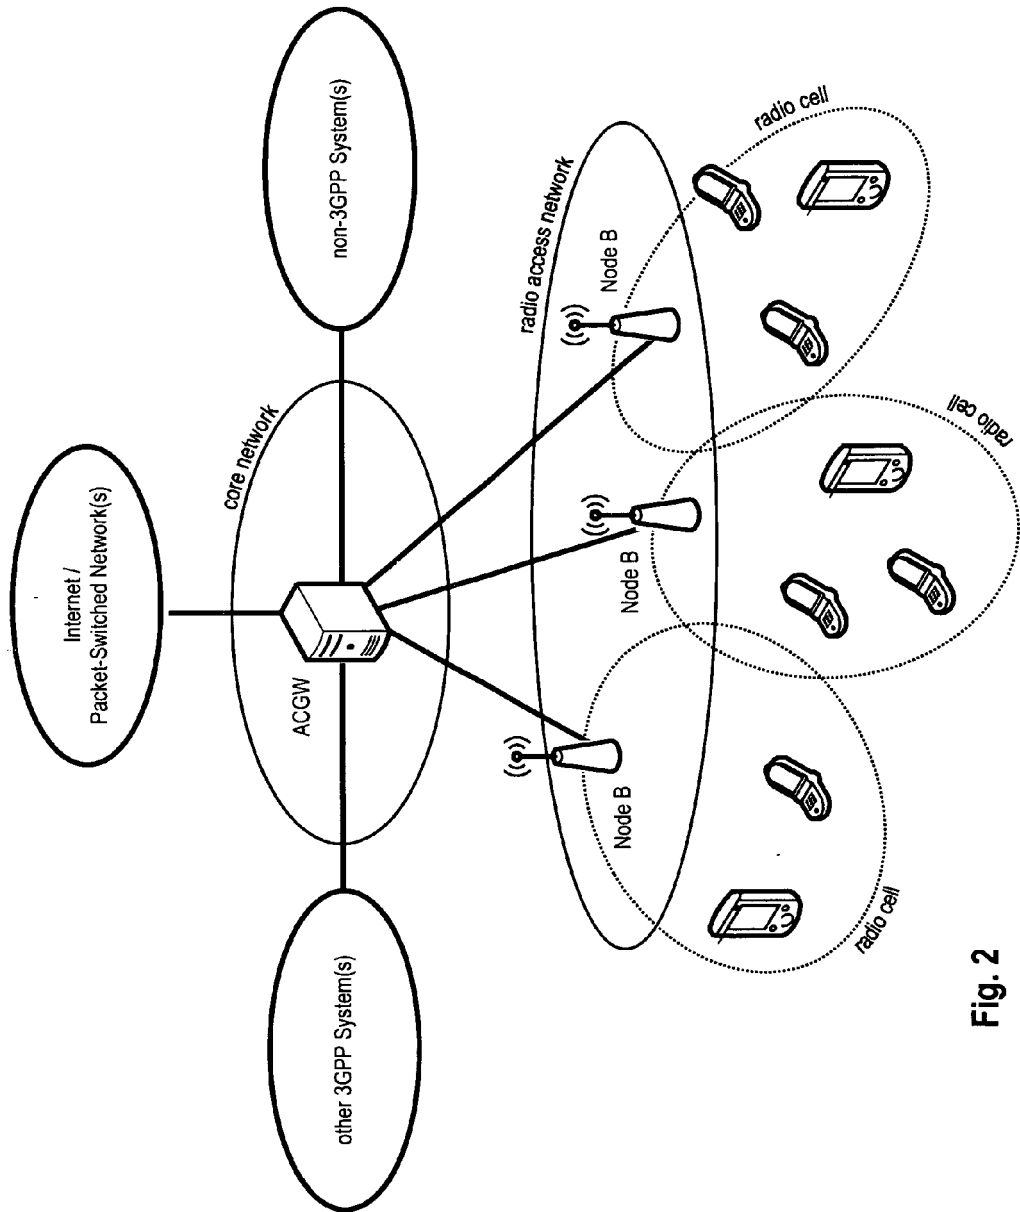 Internet /
Packet-Switched Network(s)
other 3GPP System(s)
ACGW
core network
non-3GPP System(s)
radio access network
Node B
Node B
Node B
radio cell
radio cell
radio cell
Fig. 2